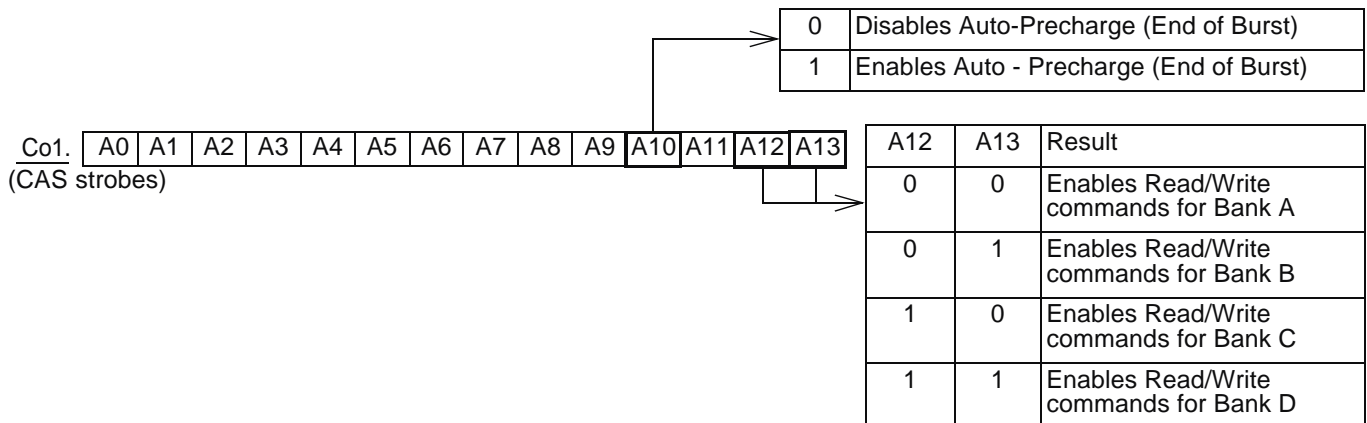 0 Disables Auto-Precharge (End of Burst)
1 Enables Auto - Precharge (End of Burst)
Co1. A0 A1 A2 A3 A4 A5 A6 A7 A8 A9 A10 A11 A12 A13
(CAS strobes)
A12 A13 Result
0 0 Enables Read/Write
commands for Bank A
0 1 Enables Read/Write
commands for Bank B
1 0 Enables Read/Write
commands for Bank C
1 1 Enables Read/Write
commands for Bank D